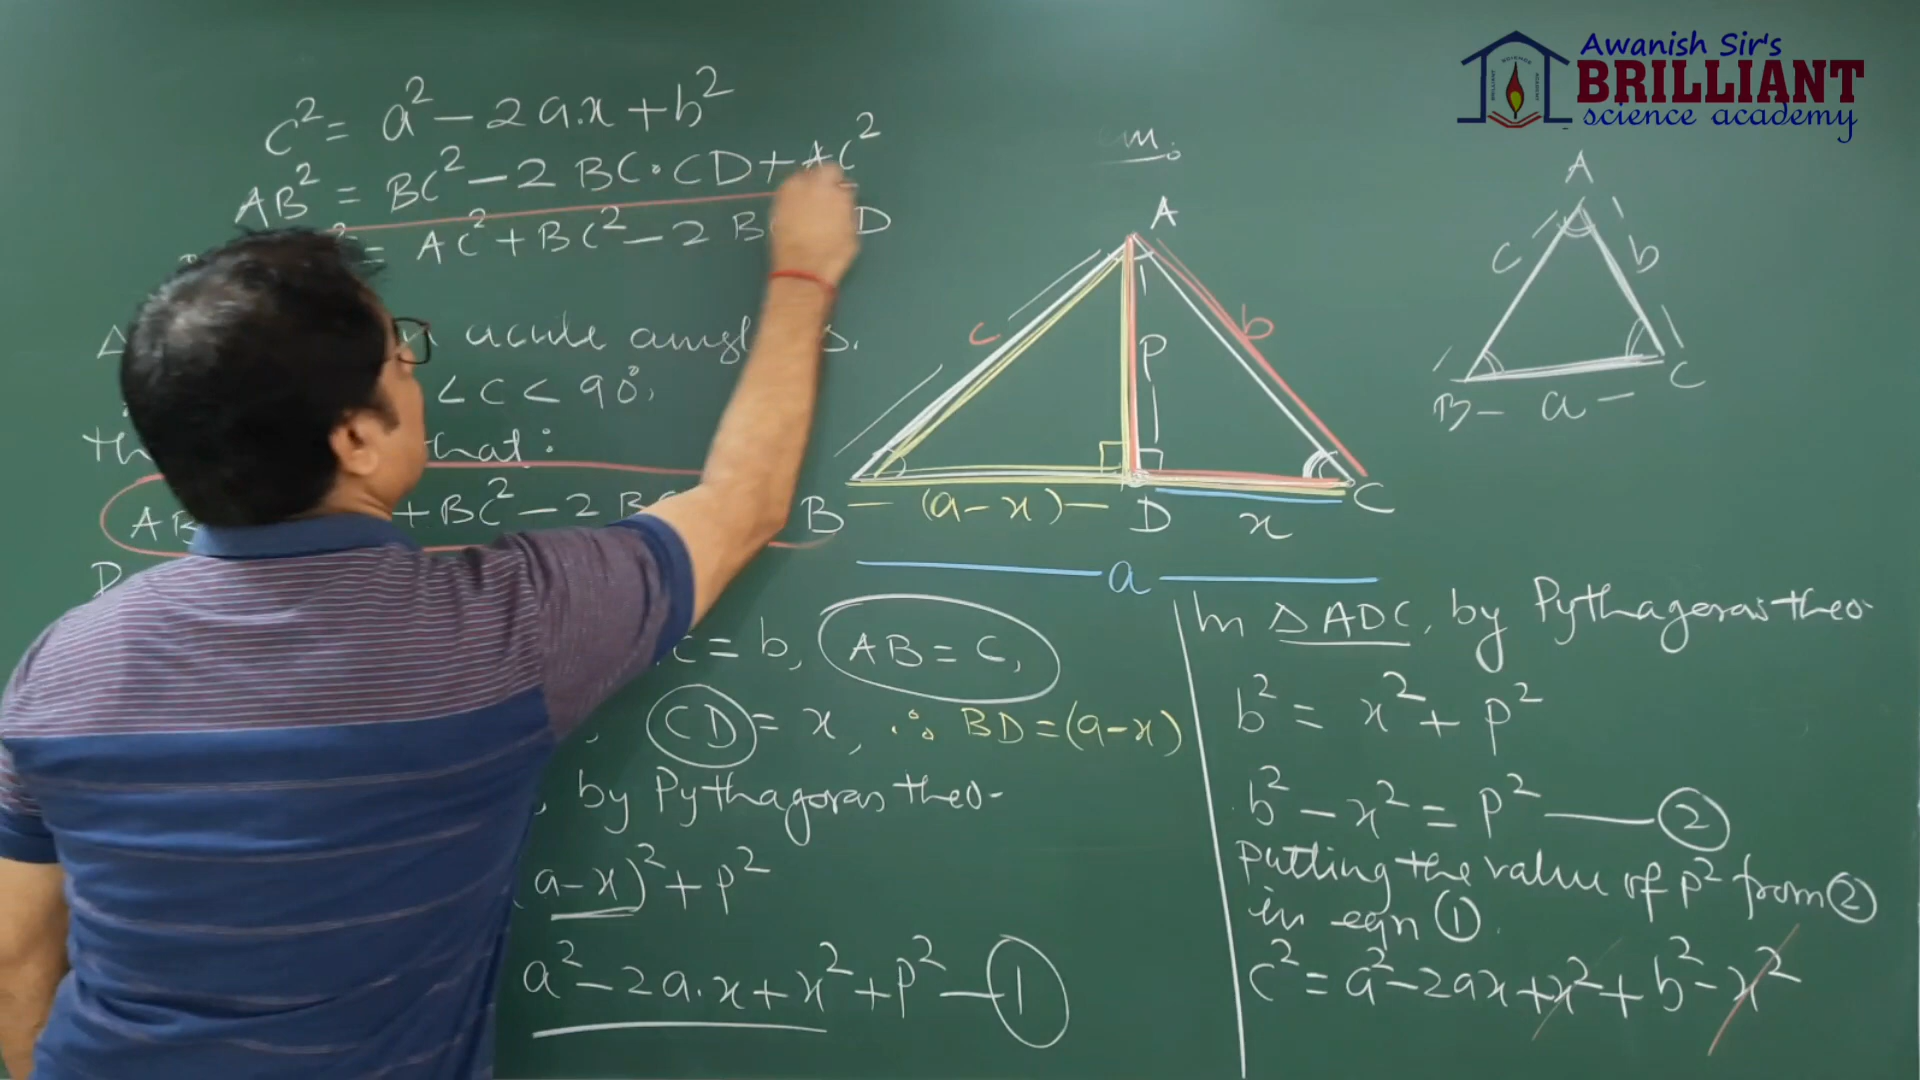 Awanish Sir's
BRILLIANT
science academy
c² = a² - 2a.x + b²
AB² = BC² - 2 BC.CD + AC²
² = AC² + BC² - 2 B D
acute
<C < 90°
that:
AB + BC² - 2 BC
= b, AB = c,
CD = x, ∴ BD = (a-x)
, by Pythagoras theo-
(a-x)² + p²
a² - 2a.x + x² + p² — 1
A
c
b
P
B
(a-x)
D
x
C
a
A
c
b
B
a
C
In △ADC, by Pythagoras theo-
b² = x² + p²
b² - x² = p² — 2
putting the value of p² from 2
in eqn 1.
c² = a² - 2ax + x² + b² - x²